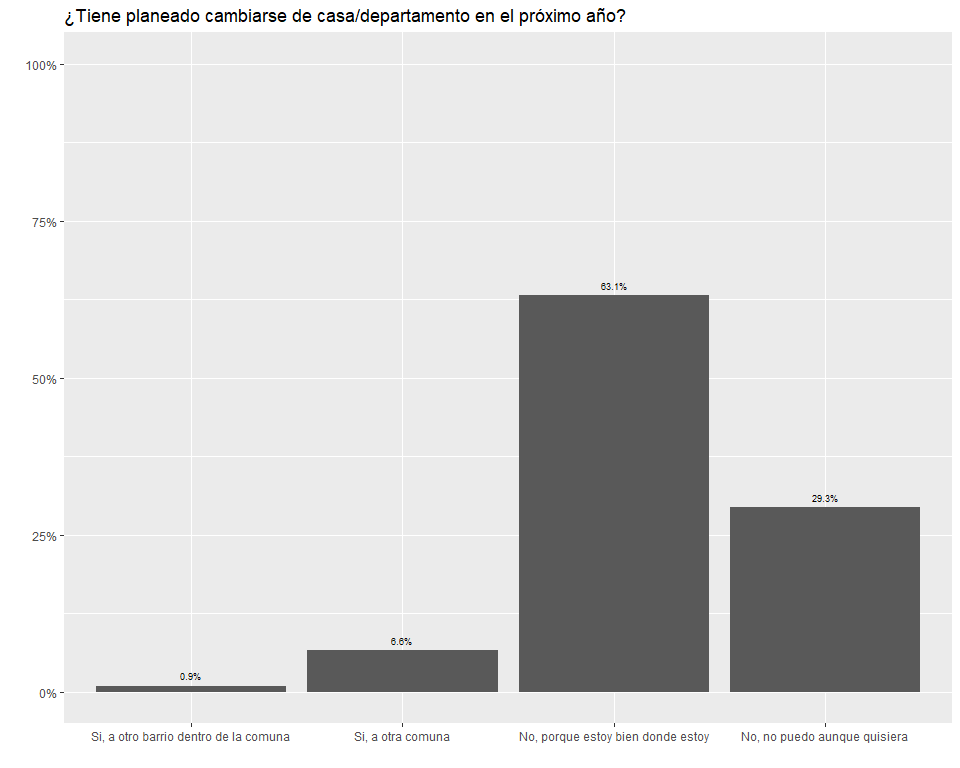 ¿Tiene planeado cambiarse de casa/departamento en el próximo año?
100%
75%
50%
25%
0%
0.9%
6.6%
63.1%
29.3%
Si, a otro barrio dentro de la comuna
Si, a otra comuna
No, porque estoy bien donde estoy
No, no puedo aunque quisiera